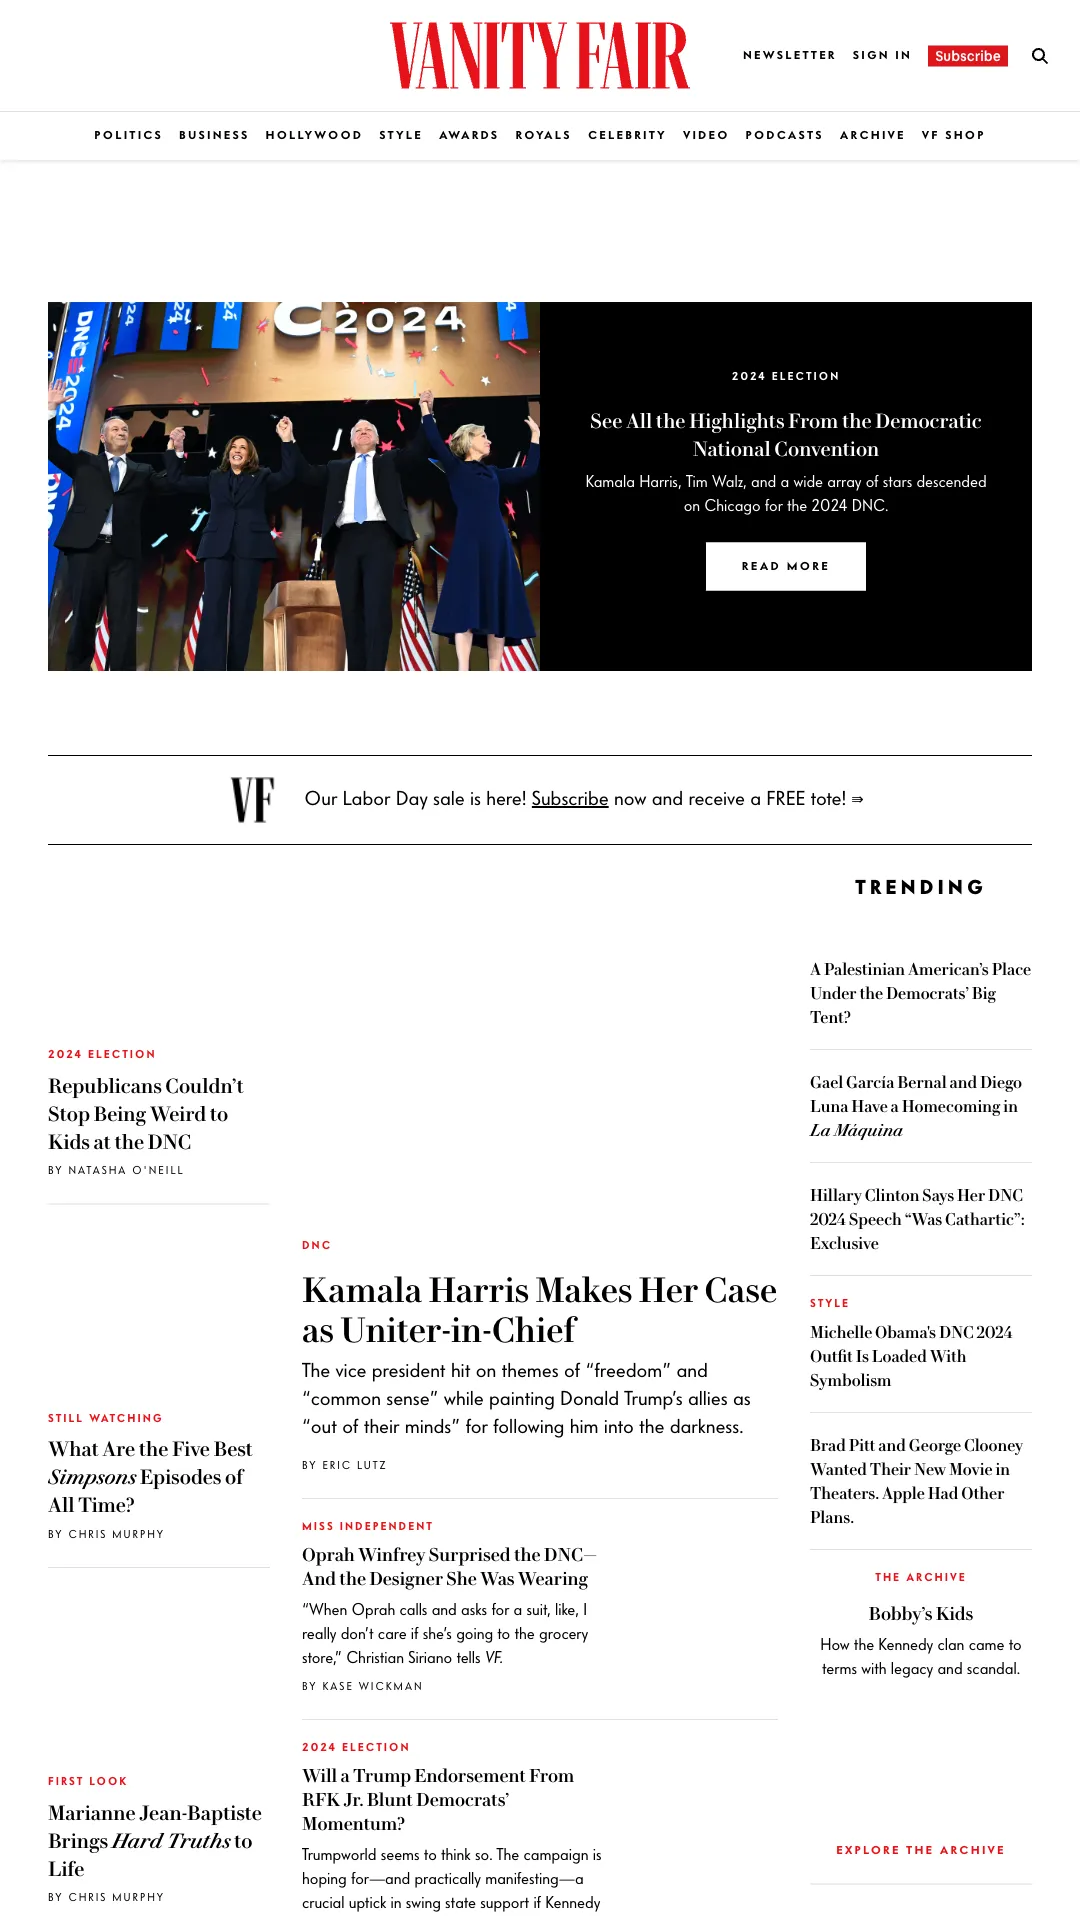 VANITY FAIR
NEWSLETTER
SIGN IN
Subscribe
POLITICS
BUSINESS
HOLLYWOOD
STYLE
AWARDS
ROYALS
CELEBRITY
VIDEO
PODCASTS
ARCHIVE
VF SHOP
C 2024
DNC 2024
24
24
24
24
2024 ELECTION
See All the Highlights From the Democratic
National Convention
Kamala Harris, Tim Walz, and a wide array of stars descended
on Chicago for the 2024 DNC.
READ MORE
VF
Our Labor Day sale is here! Subscribe now and receive a FREE tote! ⇛
2024 ELECTION
Republicans Couldn’t
Stop Being Weird to
Kids at the DNC
BY NATASHA O'NEILL
STILL WATCHING
What Are the Five Best
Simpsons Episodes of
All Time?
BY CHRIS MURPHY
FIRST LOOK
Marianne Jean-Baptiste
Brings Hard Truths to
Life
BY CHRIS MURPHY
DNC
Kamala Harris Makes Her Case
as Uniter-in-Chief
The vice president hit on themes of “freedom” and
“common sense” while painting Donald Trump’s allies as
“out of their minds” for following him into the darkness.
BY ERIC LUTZ
MISS INDEPENDENT
Oprah Winfrey Surprised the DNC—
And the Designer She Was Wearing
“When Oprah calls and asks for a suit, like, I
really don’t care if she’s going to the grocery
store,” Christian Siriano tells VF.
BY KASE WICKMAN
2024 ELECTION
Will a Trump Endorsement From
RFK Jr. Blunt Democrats’
Momentum?
Trumpworld seems to think so. The campaign is
hoping for—and practically manifesting—a
crucial uptick in swing state support if Kennedy
TRENDING
A Palestinian American’s Place
Under the Democrats’ Big
Tent?
Gael García Bernal and Diego
Luna Have a Homecoming in
La Máquina
Hillary Clinton Says Her DNC
2024 Speech “Was Cathartic”:
Exclusive
STYLE
Michelle Obama's DNC 2024
Outfit Is Loaded With
Symbolism
Brad Pitt and George Clooney
Wanted Their New Movie in
Theaters. Apple Had Other
Plans.
THE ARCHIVE
Bobby’s Kids
How the Kennedy clan came to
terms with legacy and scandal.
EXPLORE THE ARCHIVE